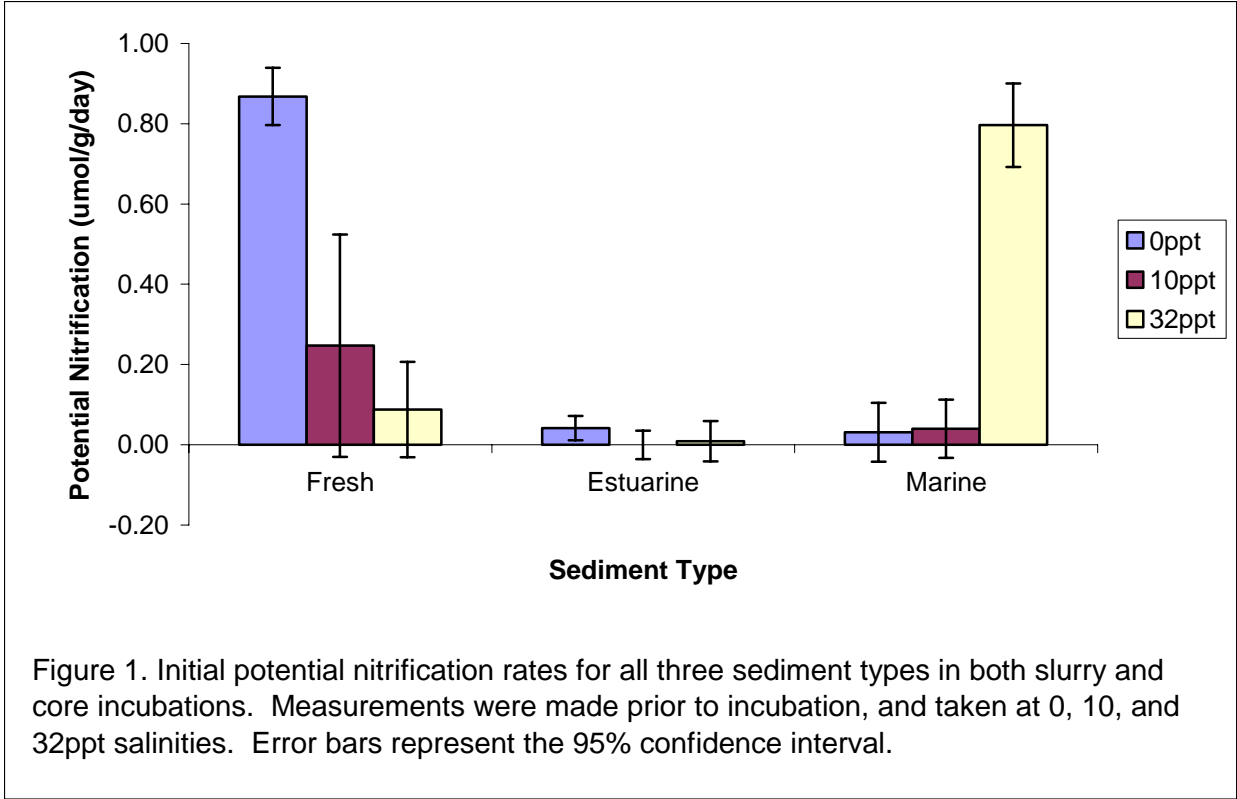 1.00
0.80
0.60
0.40
0.20
0.00
-0.20
Potential Nitrification (umol/g/day)
Fresh Estuarine Marine
Sediment Type
0ppt
10ppt
32ppt
Figure 1. Initial potential nitrification rates for all three sediment types in both slurry and
core incubations. Measurements were made prior to incubation, and taken at 0, 10, and
32ppt salinities. Error bars represent the 95% confidence interval.